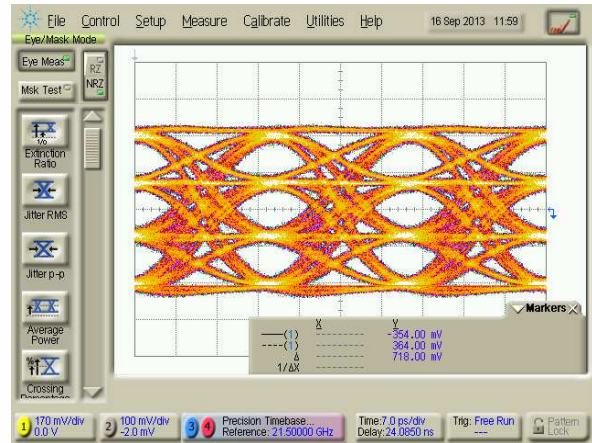 File Control Setup Measure Calibrate Utilities Help 16 Sep 2013 11:59
Eye/Mask Mode
Eye Meas
RZ
NRZ
Msk Test
1/0
Extinction
Ratio
Jitter RMS
Jitter p-p
Average
Power
Crossing
Percentage
Markers
X Y
(1) -------- -354.00 mV
(1) -------- 364.00 mV
Δ -------- 718.00 mV
1/ΔX --------
1 170 mV/div 0.0 V
2 100 mV/div -2.0 mV
3 4 Precision Timebase... Reference: 21.50000 GHz
Time:7.0 ps/div Delay:24.0850 ns
Trig: Free Run ---
Pattern Lock